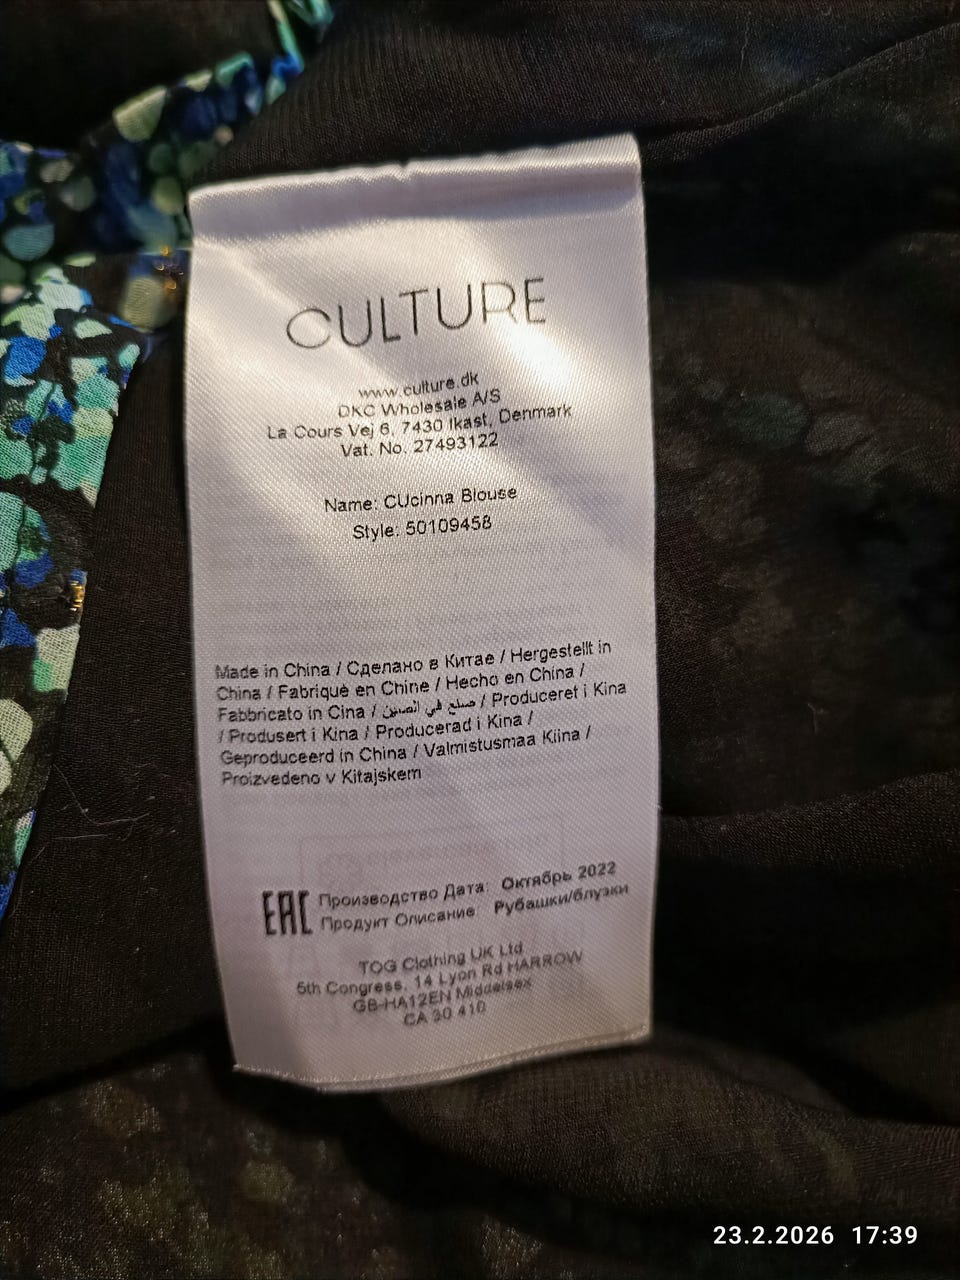 CULTURE
www.culture.dk
DKC Wholesale A/S
La Cours Vej 6, 7430 Ikast, Denmark
Vat. No. 27493122
Name: CUcinna Blouse
Style: 50109458
Made in China / Сделано в Китае / Hergestellt in
China / Fabriqué en Chine / Hecho en China /
Fabbricato in Cina / صنع في الصين / Produceret i Kina
/ Produsert i Kina / Producerad i Kina /
Geproduceerd in China / Valmistusmaa Kiina /
Proizvedeno v Kitajskem
EAC Производство Дата: Октябрь 2022
Продукт Описание: Рубашки/блузки
TOG Clothing UK Ltd
5th Congress, 14 Lyon Rd HARROW
GB-HA12EN Middelsex
CA 30 410
23.2.2026 17:39